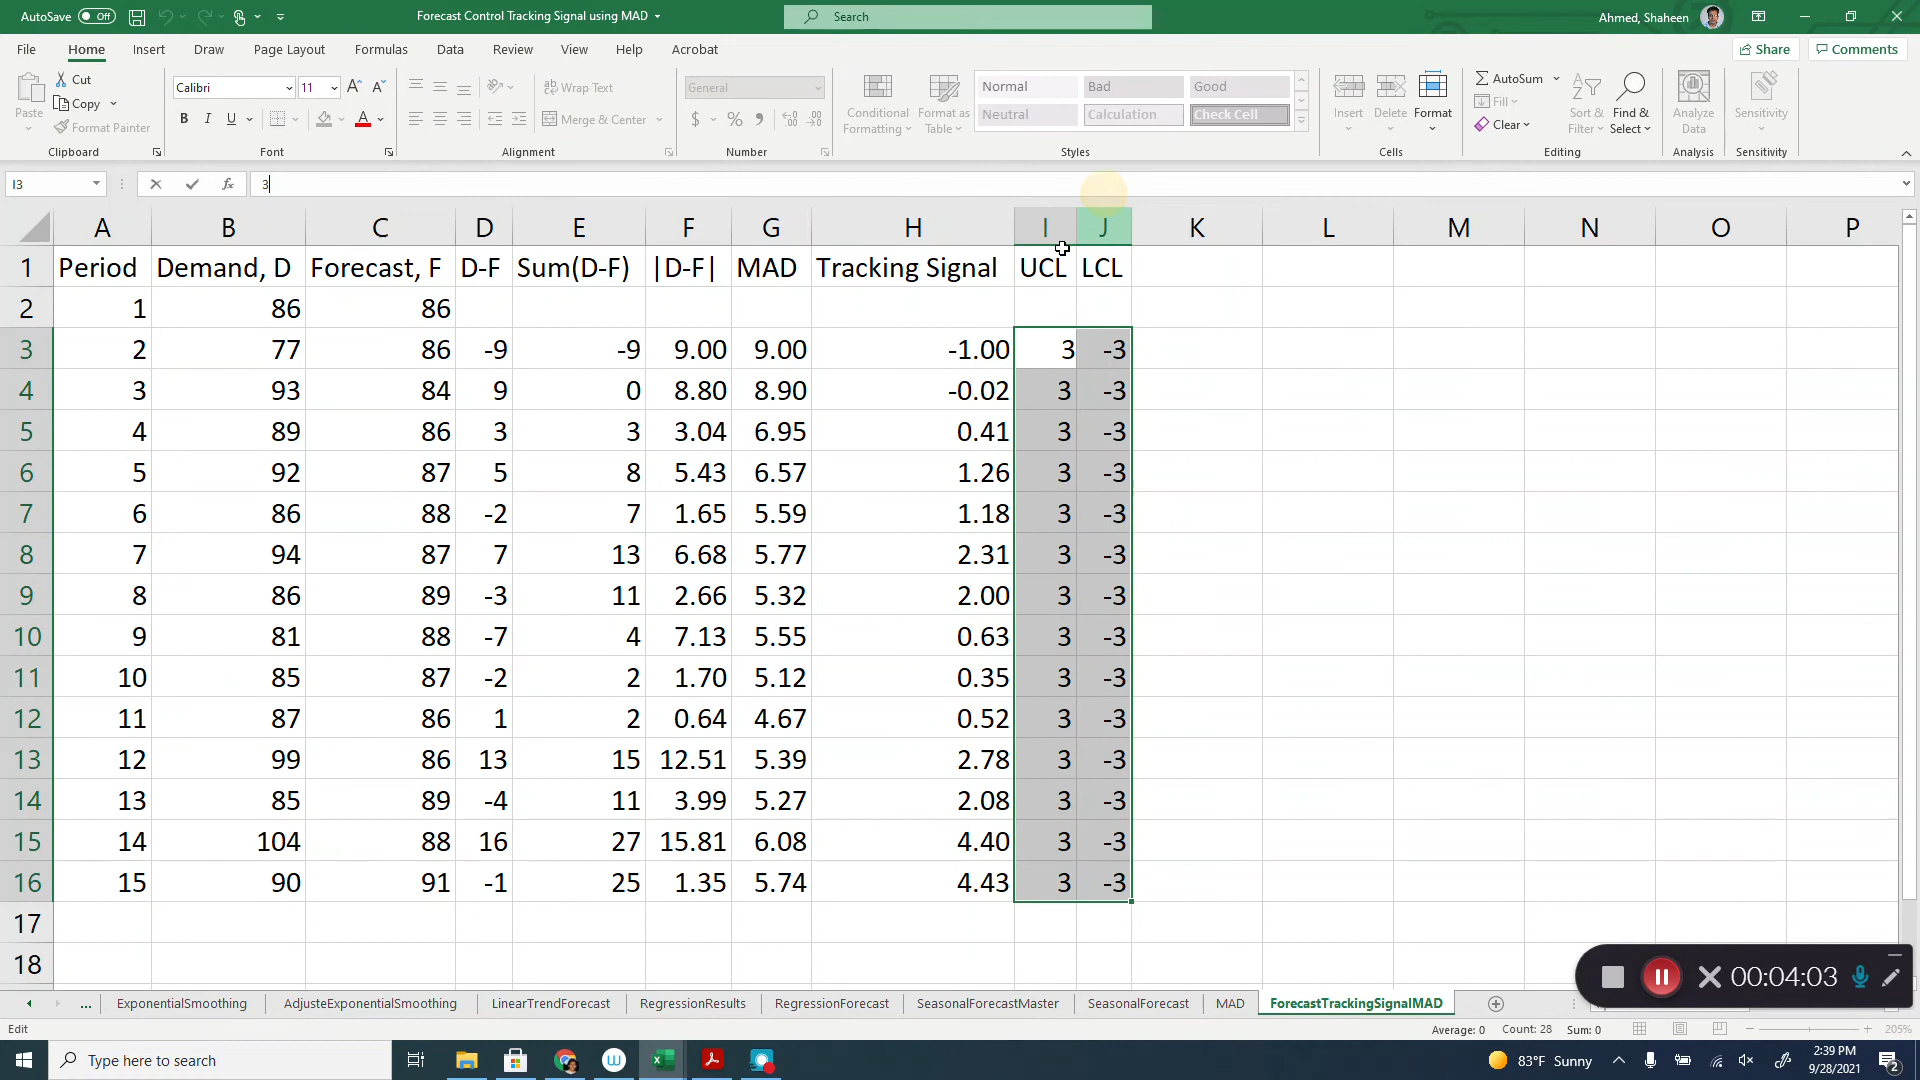 AutoSave Off Forecast Control Tracking Signal using MAD Search Ahmed, Shaheen
File Home Insert Draw Page Layout Formulas Data Review View Help Acrobat Share Comments
Paste Cut Copy Format Painter Clipboard
Calibri 11 B I U A Font
Wrap Text Merge & Center Alignment
General $ % 9 Number
Conditional Formatting Format as Table Normal Bad Good Neutral Calculation Check Cell Styles
Insert Delete Format Cells
AutoSum Fill Clear Sort & Filter Find & Select Editing
Analyze Data Analysis Sensitivity Sensitivity
I3 fx 3
A B C D E F G H I J K L M N O P
1 Period Demand, D Forecast, F D-F Sum(D-F) |D-F| MAD Tracking Signal UCL LCL
2 1 86 86
3 2 77 86 -9 -9 9.00 9.00 -1.00 3 -3
4 3 93 84 9 0 8.80 8.90 -0.02 3 -3
5 4 89 86 3 3 3.04 6.95 0.41 3 -3
6 5 92 87 5 8 5.43 6.57 1.26 3 -3
7 6 86 88 -2 7 1.65 5.59 1.18 3 -3
8 7 94 87 7 13 6.68 5.77 2.31 3 -3
9 8 86 89 -3 11 2.66 5.32 2.00 3 -3
10 9 81 88 -7 4 7.13 5.55 0.63 3 -3
11 10 85 87 -2 2 1.70 5.12 0.35 3 -3
12 11 87 86 1 2 0.64 4.67 0.52 3 -3
13 12 99 86 13 15 12.51 5.39 2.78 3 -3
14 13 85 89 -4 11 3.99 5.27 2.08 3 -3
15 14 104 88 16 27 15.81 6.08 4.40 3 -3
16 15 90 91 -1 25 1.35 5.74 4.43 3 -3
17
18
00:04:03
... ExponentialSmoothing AdjusteExponentialSmoothing LinearTrendForecast RegressionResults RegressionForecast SeasonalForecastMaster SeasonalForecast MAD ForecastTrackingSignalMAD
Edit Average: 0 Count: 28 Sum: 0 205%
Type here to search 83°F Sunny 2:39 PM
9/28/2021 2